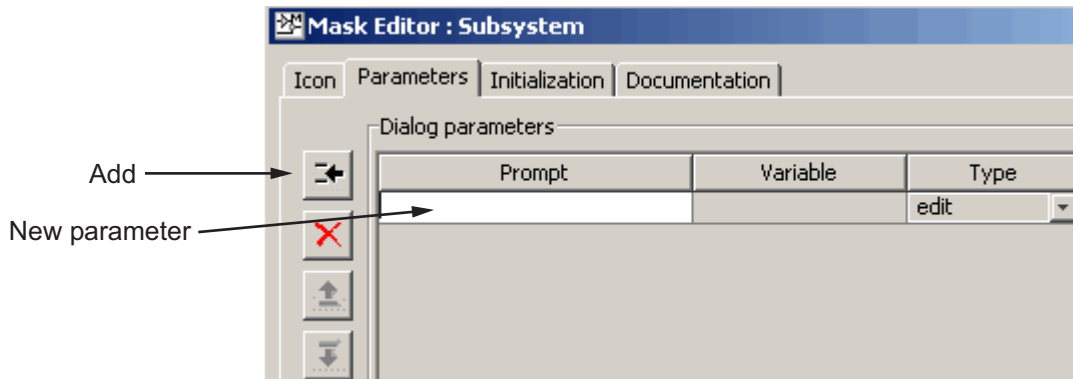 Mask Editor : Subsystem
Icon Parameters Initialization Documentation
Dialog parameters
Add
Prompt Variable Type
edit
New parameter